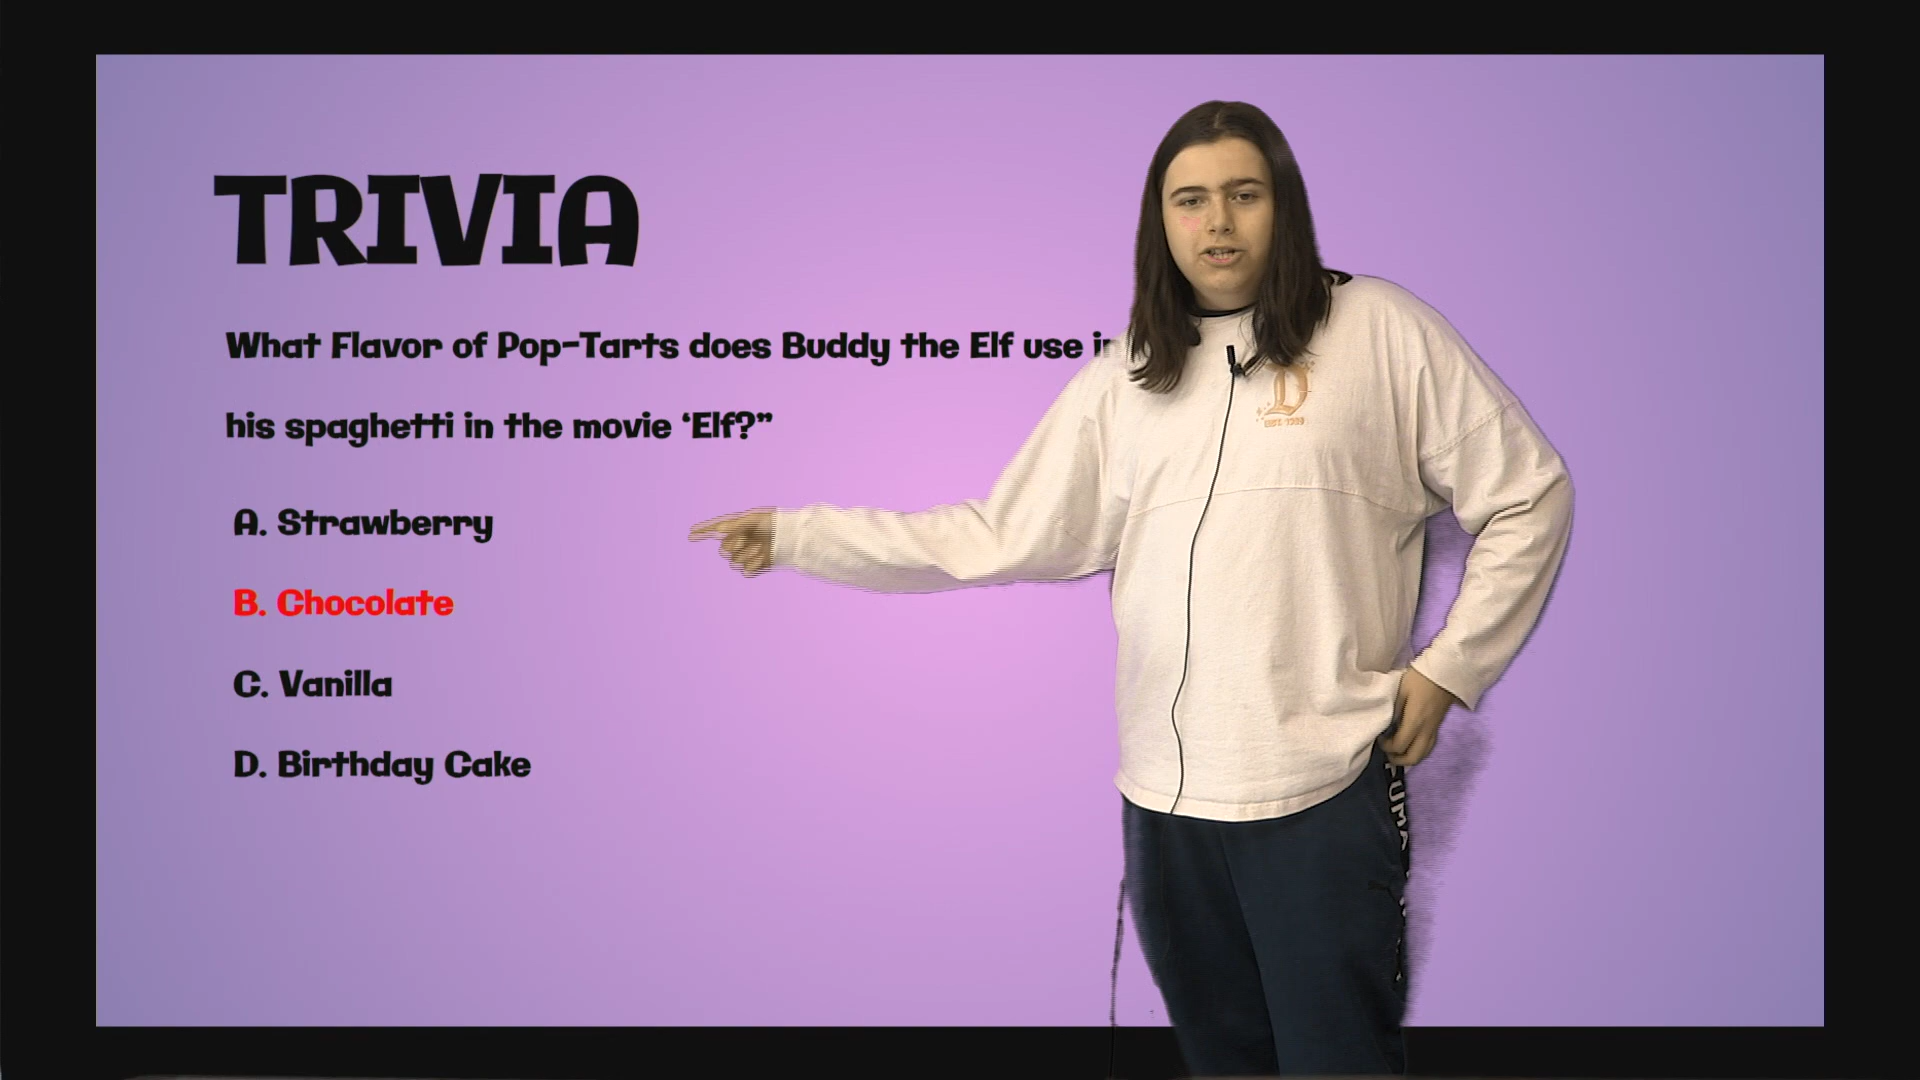 TRIVIA
What Flavor of Pop-Tarts does Buddy the Elf use
his spaghetti in the movie ‘Elf?”
A. Strawberry
B. Chocolate
C. Vanilla
D. Birthday Cake
D
PUMA